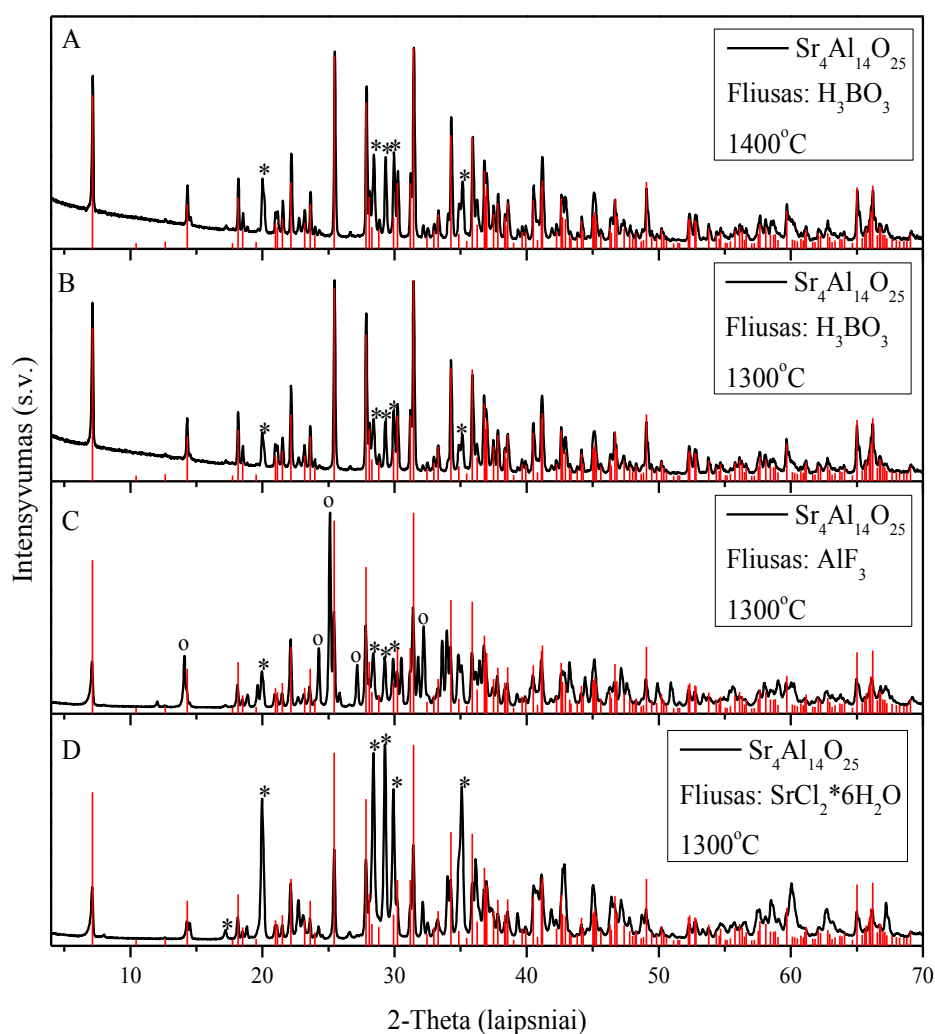 A
Sr4Al14O25
Fliusas: H3BO3
1400°C
* * * * *
B
Sr4Al14O25
Fliusas: H3BO3
1300°C
* * * * *
C
Sr4Al14O25
Fliusas: AlF3
1300°C
o * o o o * * * o
D
Sr4Al14O25
Fliusas: SrCl2*6H2O
1300°C
* * * * * *
Intensyvumas (s.v.)
10 20 30 40 50 60 70
2-Theta (laipsniai)